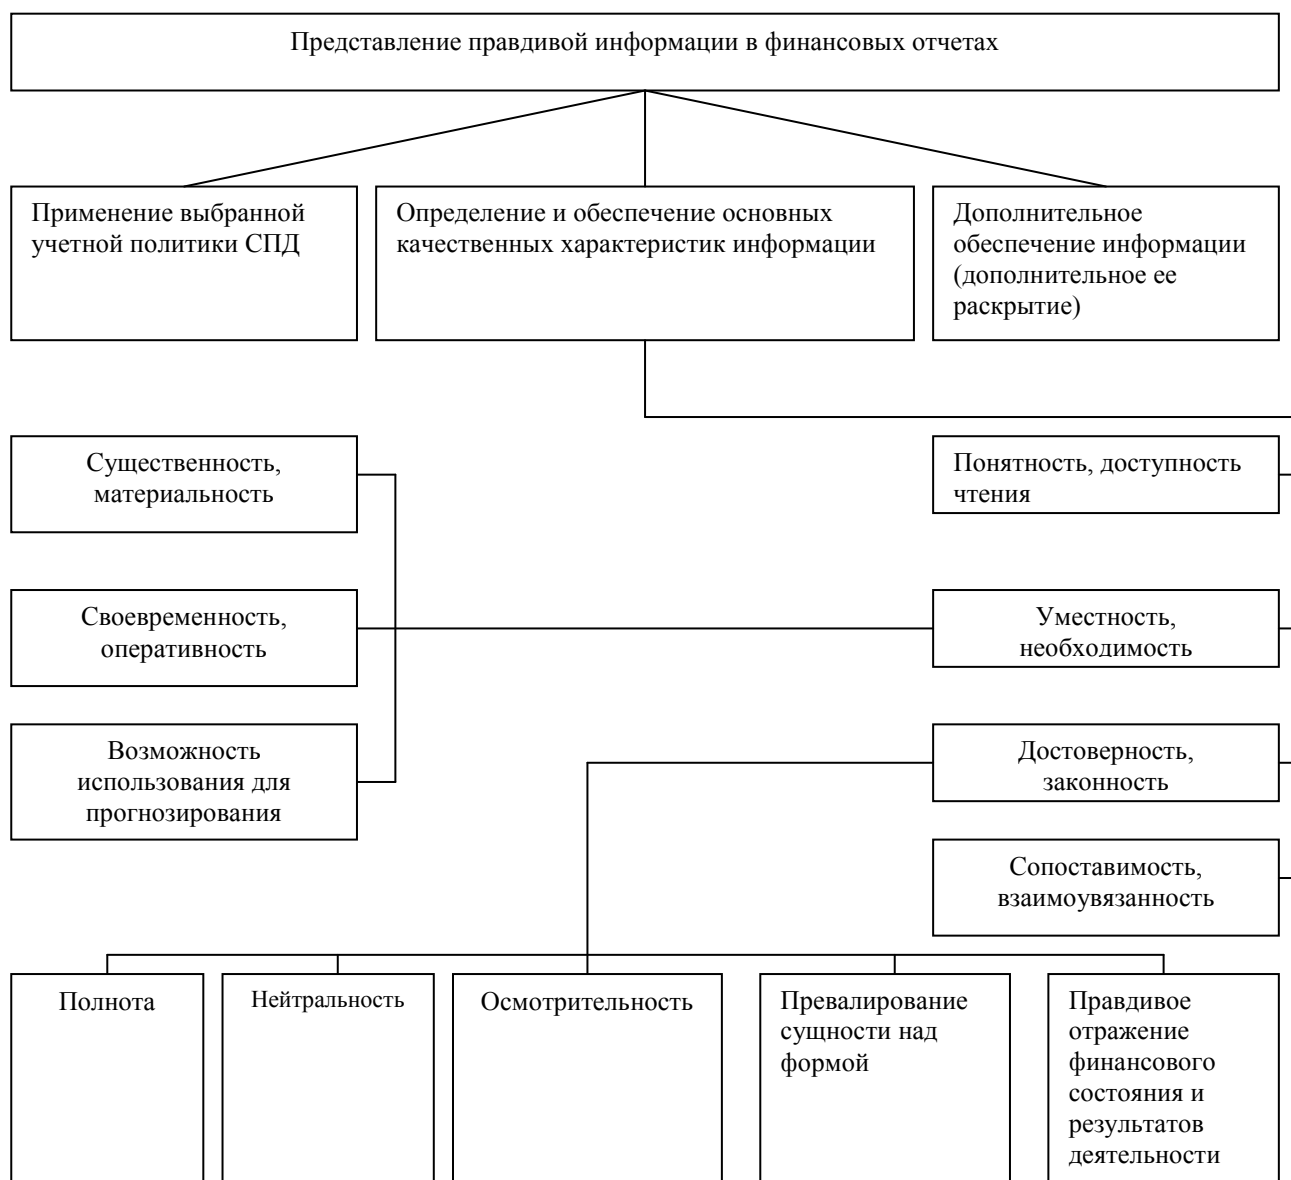 Представление правдивой информации в финансовых отчетах
Применение выбранной
учетной политики СПД
Определение и обеспечение основных
качественных характеристик информации
Дополнительное
обеспечение информации
(дополнительное ее
раскрытие)
Существенность,
материальность
Понятность, доступность
чтения
Своевременность,
оперативность
Уместность,
необходимость
Возможность
использования для
прогнозирования
Достоверность,
законность
Сопоставимость,
взаимоувязанность
Полнота
Нейтральность
Осмотрительность
Превалирование
сущности над
формой
Правдивое
отражение
финансового
состояния и
результатов
деятельности